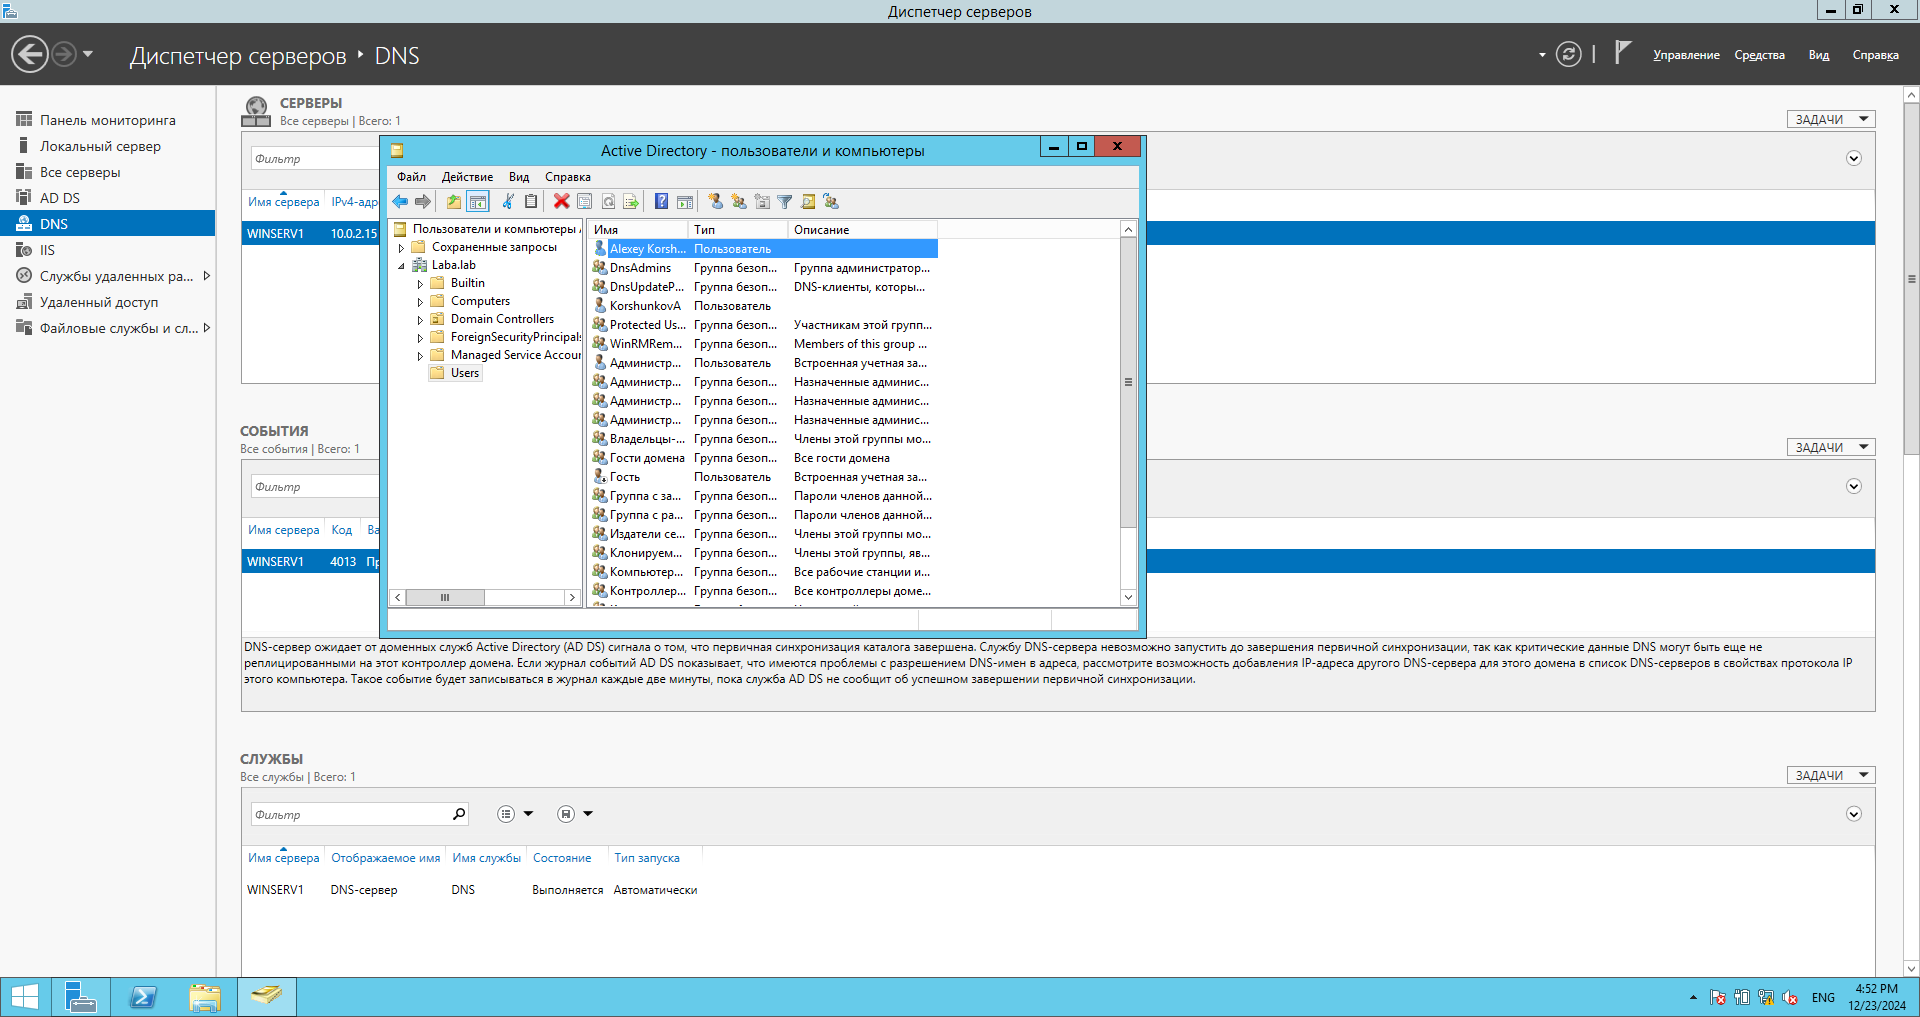 Диспетчер серверов
Диспетчер серверов ‣ DNS
Управление Средства Вид Справка
Панель мониторинга
Локальный сервер
Все серверы
AD DS
DNS
IIS
Службы удаленных ра...
Удаленный доступ
Файловые службы и сл...
СЕРВЕРЫ
Все серверы | Всего: 1
ЗАДАЧИ
Фильтр
Имя сервера IPv4-адре
WINSERV1 10.0.2.15
Active Directory - пользователи и компьютеры
Файл Действие Вид Справка
Пользователи и компьютеры
Сохраненные запросы
Laba.lab
Builtin
Computers
Domain Controllers
ForeignSecurityPrincipals
Managed Service Accour
Users
Имя Тип Описание
Alexey Korsh... Пользователь
DnsAdmins Группа безоп... Группа администратор...
DnsUpdateP... Группа безоп... DNS-клиенты, которы...
KorshunkovA Пользователь
Protected Us... Группа безоп... Участникам этой групп...
WinRMRem... Группа безоп... Members of this group ...
Администр... Пользователь Встроенная учетная за...
Администр... Группа безоп... Назначенные админис...
Администр... Группа безоп... Назначенные админис...
Администр... Группа безоп... Назначенные админис...
Владельцы-... Группа безоп... Члены этой группы мо...
Гости домена Группа безоп... Все гости домена
Гость Пользователь Встроенная учетная за...
Группа с за... Группа безоп... Пароли членов данной...
Группа с ра... Группа безоп... Пароли членов данной...
Издатели се... Группа безоп... Члены этой группы мо...
Клонируем... Группа безоп... Члены этой группы, яв...
Компьютер... Группа безоп... Все рабочие станции и...
Контроллер... Группа безоп... Все контроллеры доме...
СОБЫТИЯ
Все события | Всего: 1
ЗАДАЧИ
Фильтр
Имя сервера Код Ва
WINSERV1 4013 Пр
DNS-сервер ожидает от доменных служб Active Directory (AD DS) сигнала о том, что первичная синхронизация каталога завершена. Службу DNS-сервера невозможно запустить до завершения первичной синхронизации, так как критические данные DNS могут быть еще не
реплицированными на этот контроллер домена. Если журнал событий AD DS показывает, что имеются проблемы с разрешением DNS-имен в адреса, рассмотрите возможность добавления IP-адреса другого DNS-сервера для этого домена в список DNS-серверов в свойствах протокола IP
этого компьютера. Такое событие будет записываться в журнал каждые две минуты, пока служба AD DS не сообщит об успешном завершении первичной синхронизации.
СЛУЖБЫ
Все службы | Всего: 1
ЗАДАЧИ
Фильтр
Имя сервера Отображаемое имя Имя службы Состояние Тип запуска
WINSERV1 DNS-сервер DNS Выполняется Автоматически
ENG
4:52 PM
12/23/2024